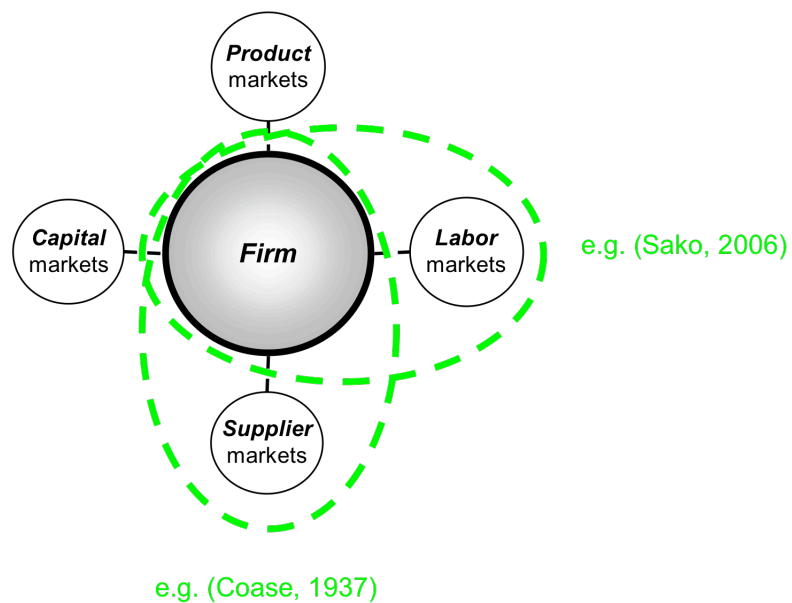 Product
markets
Capital
markets
Firm
Labor
markets
e.g. (Sako, 2006)
Supplier
markets
e.g. (Coase, 1937)